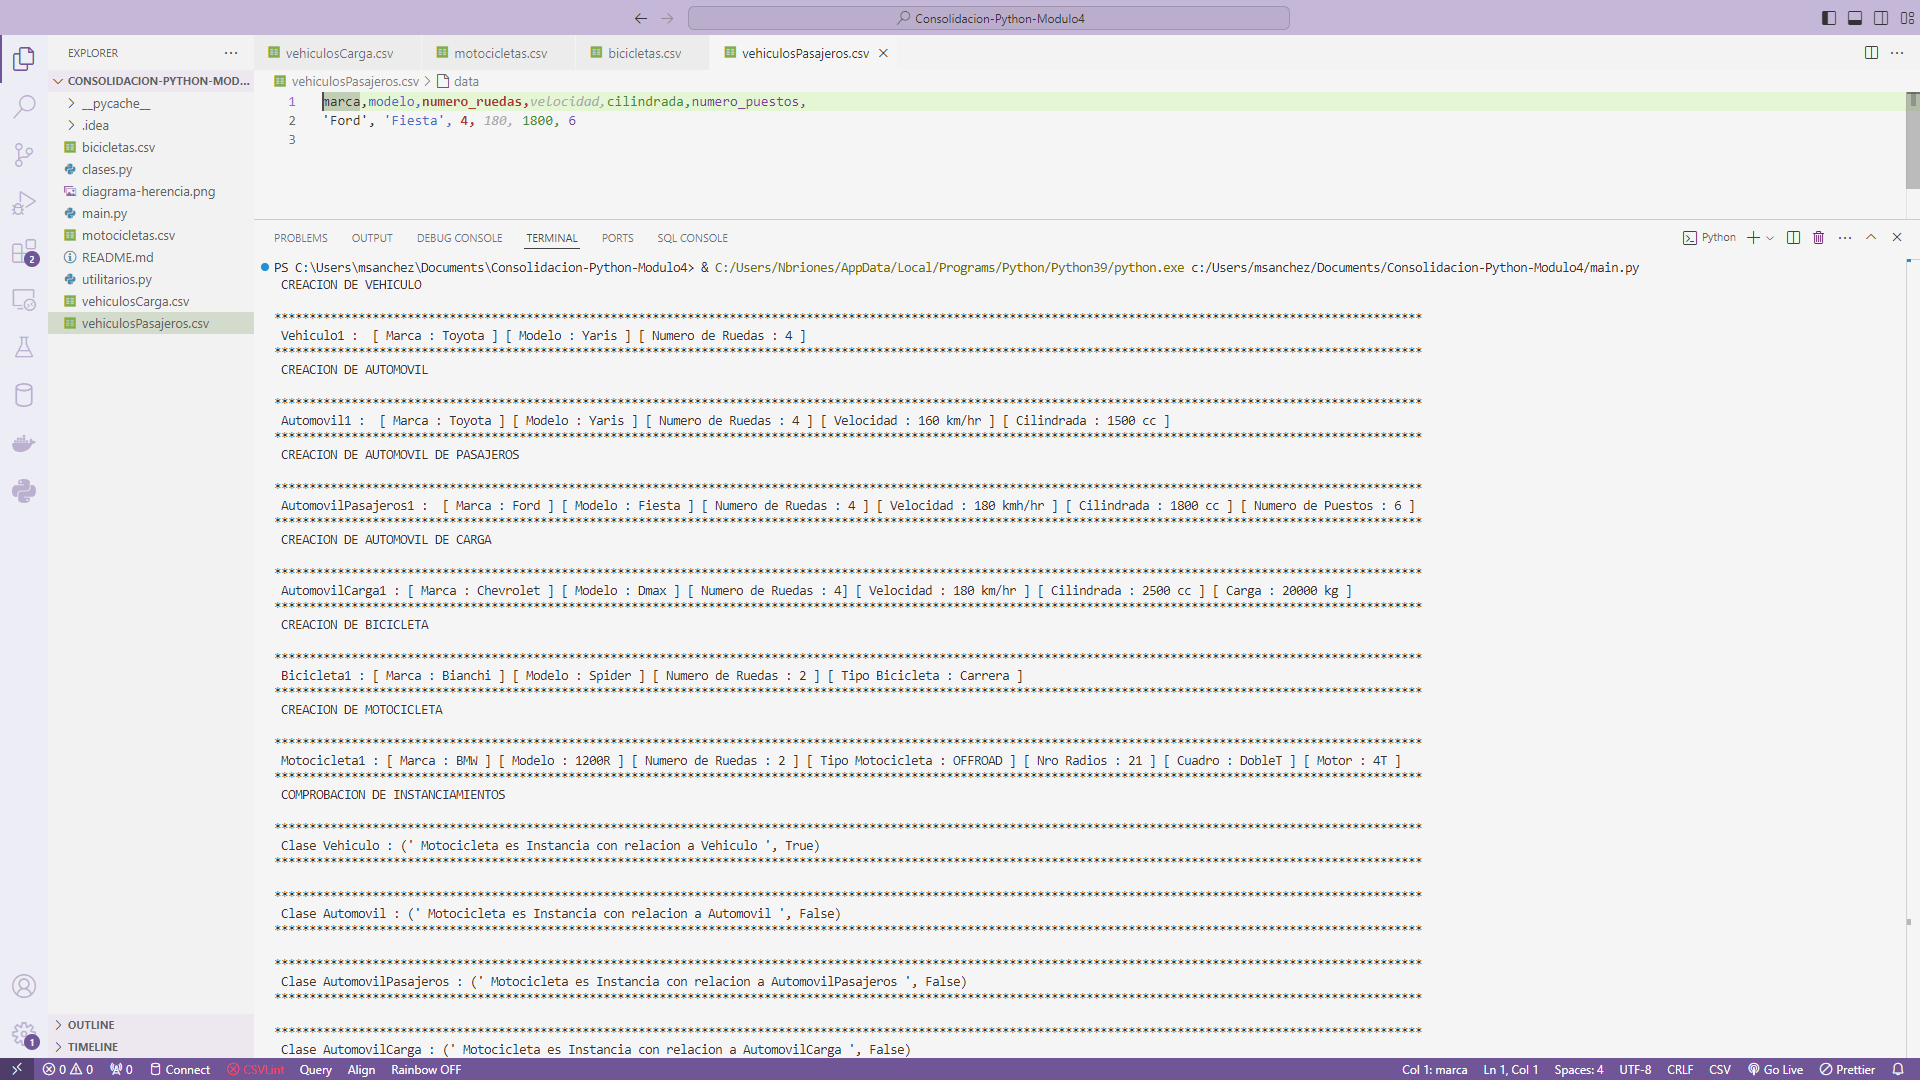 Consolidacion-Python-Modulo4
EXPLORER
CONSOLIDACION-PYTHON-MOD...
__pycache__
.idea
bicicletas.csv
clases.py
diagrama-herencia.png
main.py
motocicletas.csv
README.md
utilitarios.py
vehiculosCarga.csv
vehiculosPasajeros.csv
OUTLINE
TIMELINE
2
1
vehiculosCarga.csv motocicletas.csv bicicletas.csv vehiculosPasajeros.csv
vehiculosPasajeros.csv > data
1 marca,modelo,numero_ruedas,velocidad,cilindrada,numero_puestos,
2 'Ford', 'Fiesta', 4, 180, 1800, 6
3
PROBLEMS OUTPUT DEBUG CONSOLE TERMINAL PORTS SQL CONSOLE Python
PS C:\Users\msanchez\Documents\Consolidacion-Python-Modulo4> & C:/Users/Nbriones/AppData/Local/Programs/Python/Python39/python.exe c:/Users/msanchez/Documents/Consolidacion-Python-Modulo4/main.py
CREACION DE VEHICULO
********************************************************************************************************************************************************************
Vehiculo1 :  [ Marca : Toyota ] [ Modelo : Yaris ] [ Numero de Ruedas : 4 ]
********************************************************************************************************************************************************************
CREACION DE AUTOMOVIL
********************************************************************************************************************************************************************
Automovil1 :  [ Marca : Toyota ] [ Modelo : Yaris ] [ Numero de Ruedas : 4 ] [ Velocidad : 160 km/hr ] [ Cilindrada : 1500 cc ]
********************************************************************************************************************************************************************
CREACION DE AUTOMOVIL DE PASAJEROS
********************************************************************************************************************************************************************
AutomovilPasajeros1 :  [ Marca : Ford ] [ Modelo : Fiesta ] [ Numero de Ruedas : 4 ] [ Velocidad : 180 kmh/hr ] [ Cilindrada : 1800 cc ] [ Numero de Puestos : 6 ]
********************************************************************************************************************************************************************
CREACION DE AUTOMOVIL DE CARGA
********************************************************************************************************************************************************************
AutomovilCarga1 : [ Marca : Chevrolet ] [ Modelo : Dmax ] [ Numero de Ruedas : 4] [ Velocidad : 180 km/hr ] [ Cilindrada : 2500 cc ] [ Carga : 20000 kg ]
********************************************************************************************************************************************************************
CREACION DE BICICLETA
********************************************************************************************************************************************************************
Bicicleta1 : [ Marca : Bianchi ] [ Modelo : Spider ] [ Numero de Ruedas : 2 ] [ Tipo Bicicleta : Carrera ]
********************************************************************************************************************************************************************
CREACION DE MOTOCICLETA
********************************************************************************************************************************************************************
Motocicleta1 : [ Marca : BMW ] [ Modelo : 1200R ] [ Numero de Ruedas : 2 ] [ Tipo Motocicleta : OFFROAD ] [ Nro Radios : 21 ] [ Cuadro : DobleT ] [ Motor : 4T ]
********************************************************************************************************************************************************************
COMPROBACION DE INSTANCIAMIENTOS
********************************************************************************************************************************************************************
Clase Vehiculo : (' Motocicleta es Instancia con relacion a Vehiculo ', True)
********************************************************************************************************************************************************************
********************************************************************************************************************************************************************
Clase Automovil : (' Motocicleta es Instancia con relacion a Automovil ', False)
********************************************************************************************************************************************************************
********************************************************************************************************************************************************************
Clase AutomovilPasajeros : (' Motocicleta es Instancia con relacion a AutomovilPasajeros ', False)
********************************************************************************************************************************************************************
********************************************************************************************************************************************************************
Clase AutomovilCarga : (' Motocicleta es Instancia con relacion a AutomovilCarga ', False)
0 0 0 Connect CSVLint Query Align Rainbow OFF Col 1: marca Ln 1, Col 1 Spaces: 4 UTF-8 CRLF CSV Go Live Prettier